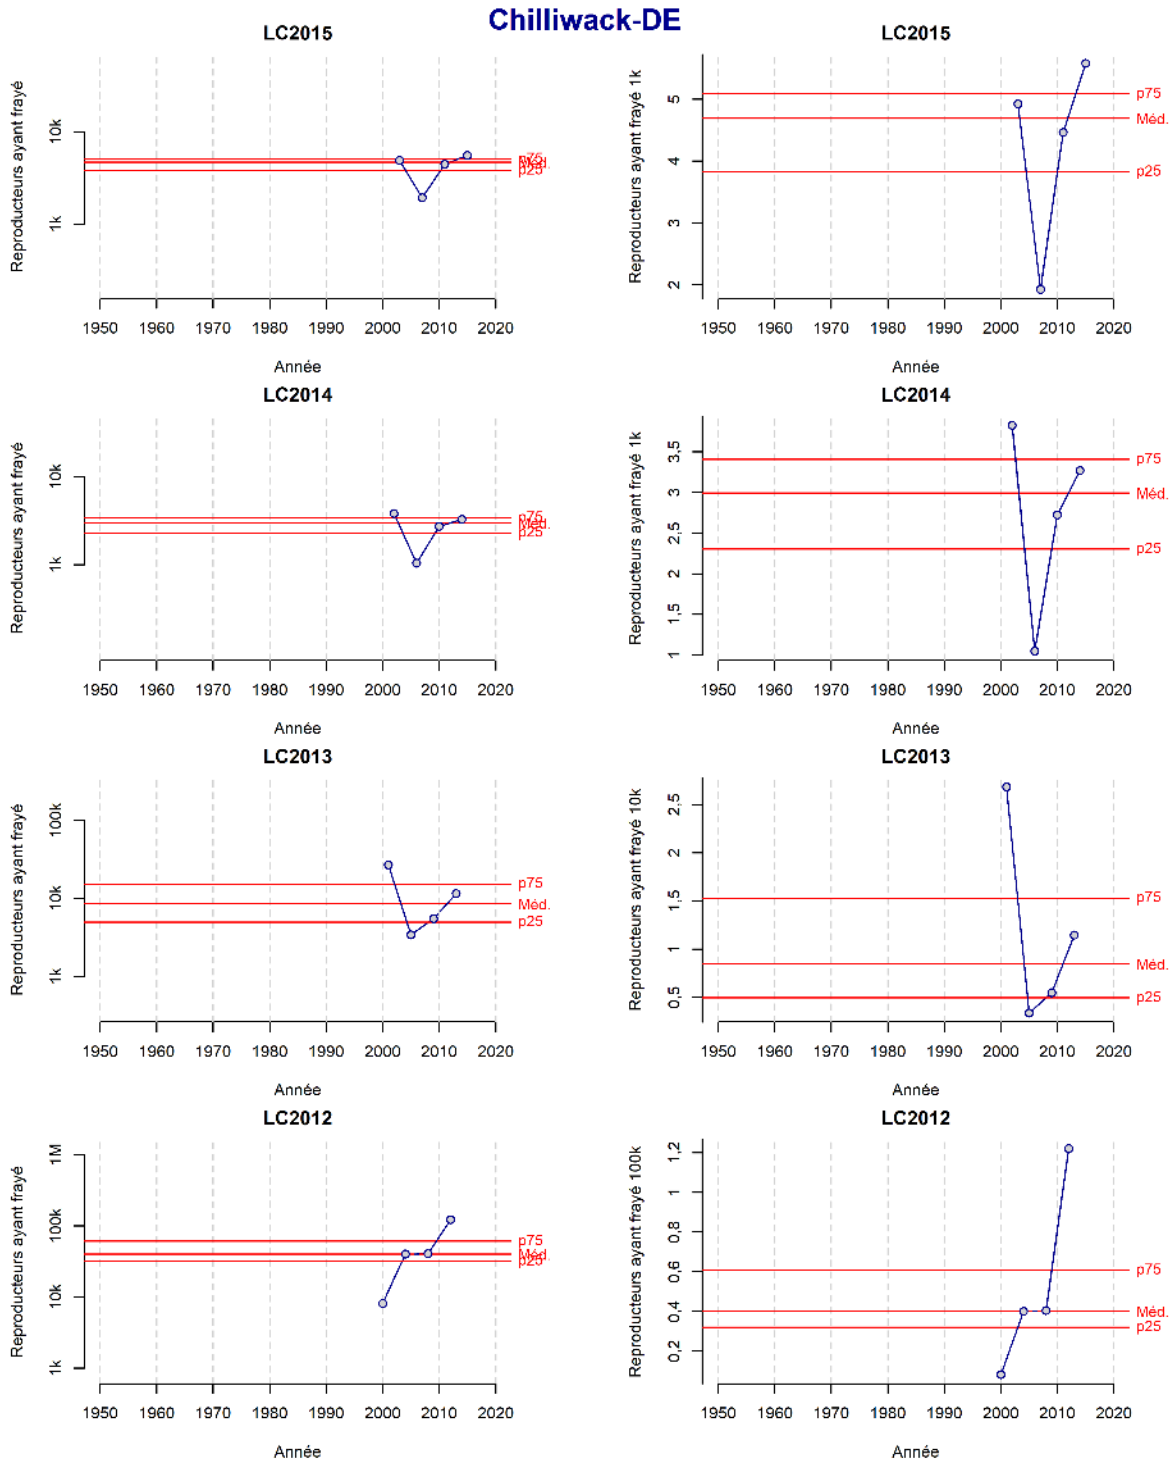 Chilliwack-DE
LC2015
Reproducteurs ayant frayé
10k
1k
p75
Méd.
p25
1950 1960 1970 1980 1990 2000 2010 2020
Année
LC2015
Reproducteurs ayant frayé 1k
5
4
3
2
p75
Méd.
p25
1950 1960 1970 1980 1990 2000 2010 2020
Année
LC2014
Reproducteurs ayant frayé
10k
1k
p75
Méd.
p25
1950 1960 1970 1980 1990 2000 2010 2020
Année
LC2014
Reproducteurs ayant frayé 1k
3,5
3
2,5
2
1,5
1
p75
Méd.
p25
1950 1960 1970 1980 1990 2000 2010 2020
Année
LC2013
Reproducteurs ayant frayé
100k
10k
1k
p75
Méd.
p25
1950 1960 1970 1980 1990 2000 2010 2020
Année
LC2013
Reproducteurs ayant frayé 10k
2,5
2
1,5
1
0,5
p75
Méd.
p25
1950 1960 1970 1980 1990 2000 2010 2020
Année
LC2012
Reproducteurs ayant frayé
1M
100k
10k
1k
p75
Méd.
p25
1950 1960 1970 1980 1990 2000 2010 2020
Année
LC2012
Reproducteurs ayant frayé 100k
1,2
1
0,8
0,6
0,4
0,2
p75
Méd.
p25
1950 1960 1970 1980 1990 2000 2010 2020
Année